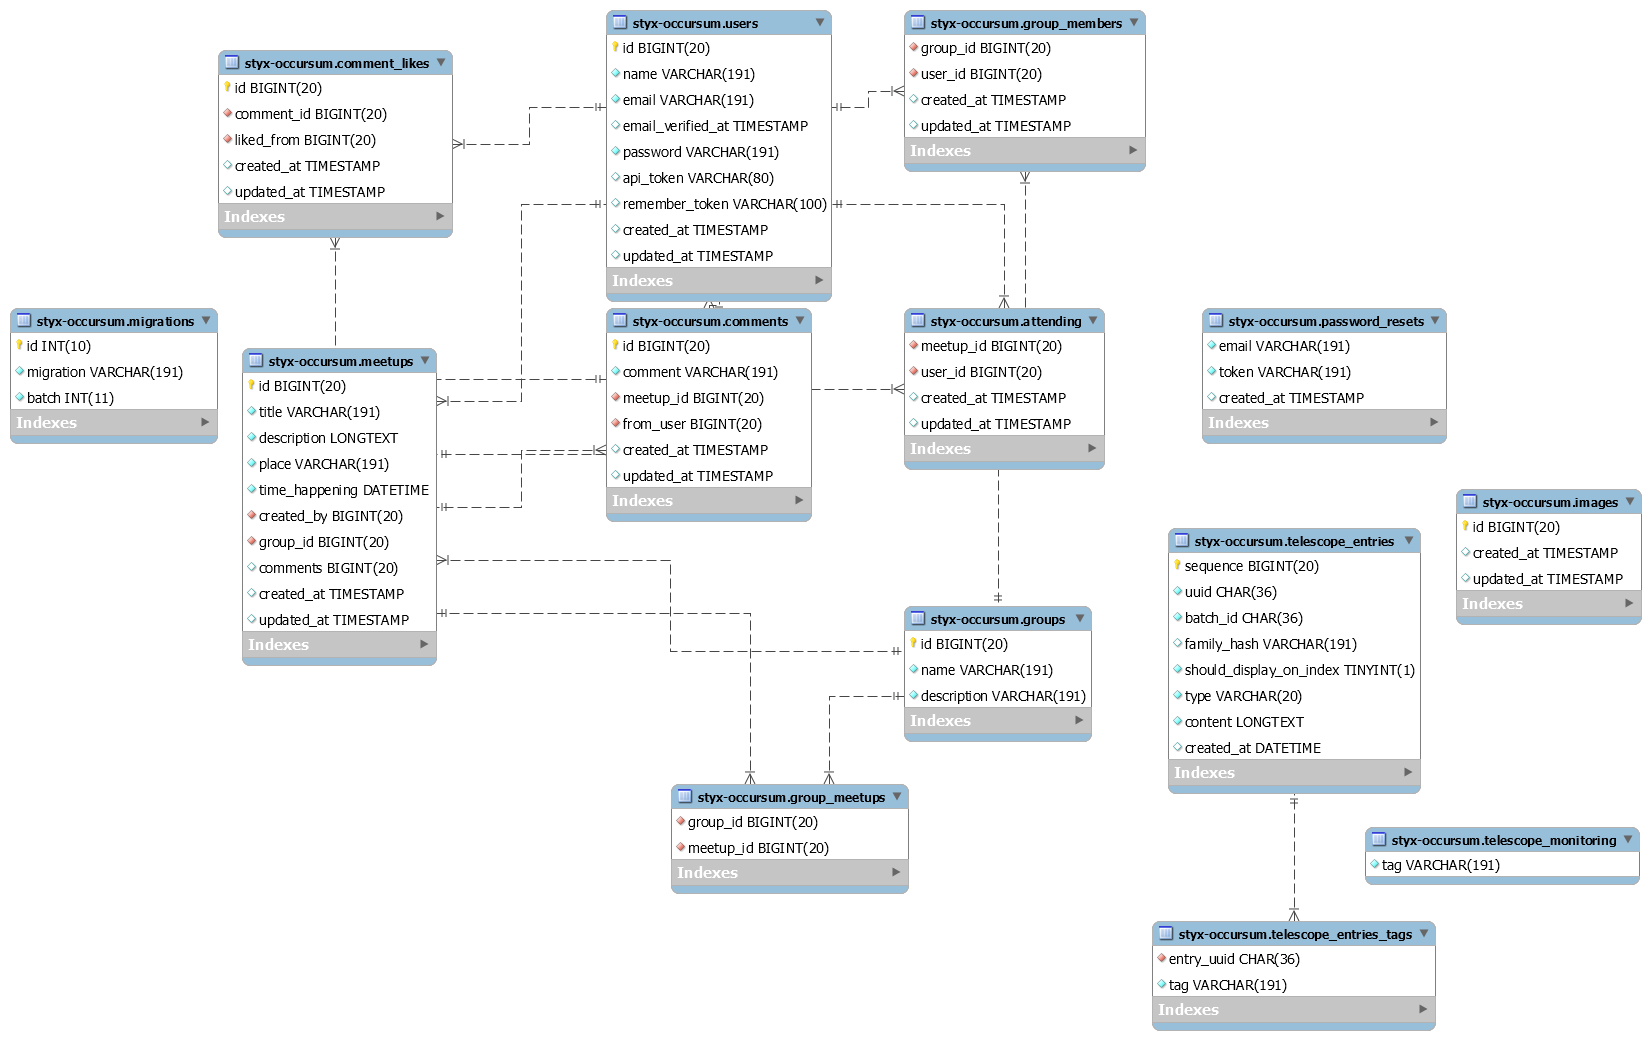 styx-occursum.users
id BIGINT(20)
name VARCHAR(191)
email VARCHAR(191)
email_verified_at TIMESTAMP
password VARCHAR(191)
api_token VARCHAR(80)
remember_token VARCHAR(100)
created_at TIMESTAMP
updated_at TIMESTAMP
Indexes
styx-occursum.group_members
group_id BIGINT(20)
user_id BIGINT(20)
created_at TIMESTAMP
updated_at TIMESTAMP
Indexes
styx-occursum.comment_likes
id BIGINT(20)
comment_id BIGINT(20)
liked_from BIGINT(20)
created_at TIMESTAMP
updated_at TIMESTAMP
Indexes
styx-occursum.migrations
id INT(10)
migration VARCHAR(191)
batch INT(11)
Indexes
styx-occursum.meetups
id BIGINT(20)
title VARCHAR(191)
description LONGTEXT
place VARCHAR(191)
time_happening DATETIME
created_by BIGINT(20)
group_id BIGINT(20)
comments BIGINT(20)
created_at TIMESTAMP
updated_at TIMESTAMP
Indexes
styx-occursum.comments
id BIGINT(20)
comment VARCHAR(191)
meetup_id BIGINT(20)
from_user BIGINT(20)
created_at TIMESTAMP
updated_at TIMESTAMP
Indexes
styx-occursum.attending
meetup_id BIGINT(20)
user_id BIGINT(20)
created_at TIMESTAMP
updated_at TIMESTAMP
Indexes
styx-occursum.password_resets
email VARCHAR(191)
token VARCHAR(191)
created_at TIMESTAMP
Indexes
styx-occursum.images
id BIGINT(20)
created_at TIMESTAMP
updated_at TIMESTAMP
Indexes
styx-occursum.telescope_entries
sequence BIGINT(20)
uuid CHAR(36)
batch_id CHAR(36)
family_hash VARCHAR(191)
should_display_on_index TINYINT(1)
type VARCHAR(20)
content LONGTEXT
created_at DATETIME
Indexes
styx-occursum.groups
id BIGINT(20)
name VARCHAR(191)
description VARCHAR(191)
Indexes
styx-occursum.group_meetups
group_id BIGINT(20)
meetup_id BIGINT(20)
Indexes
styx-occursum.telescope_monitoring
tag VARCHAR(191)
styx-occursum.telescope_entries_tags
entry_uuid CHAR(36)
tag VARCHAR(191)
Indexes